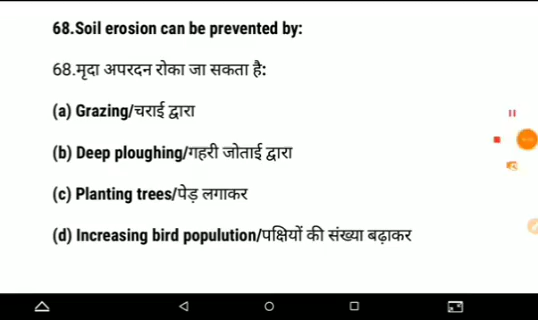 68.Soil erosion can be prevented by:
68.मृदा अपरदन रोका जा सकता है:
(a) Grazing/चराई द्वारा
(b) Deep ploughing/गहरी जोताई द्वारा
(c) Planting trees/पेड़ लगाकर
(d) Increasing bird populution/पक्षियों की संख्या बढ़ाकर